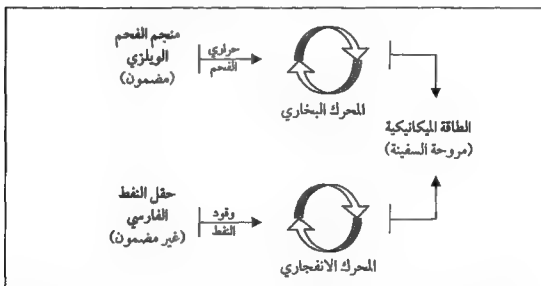 منجم الفحم
الويلزي
(مضمون)
حراري
الفحم
المحرك البخاري
الطاقة الميكانيكية
(مروحة السفينة)
حقل النفط
الفارسي
(غير مضمون)
وقود
النفط
المحرك الانفجاري